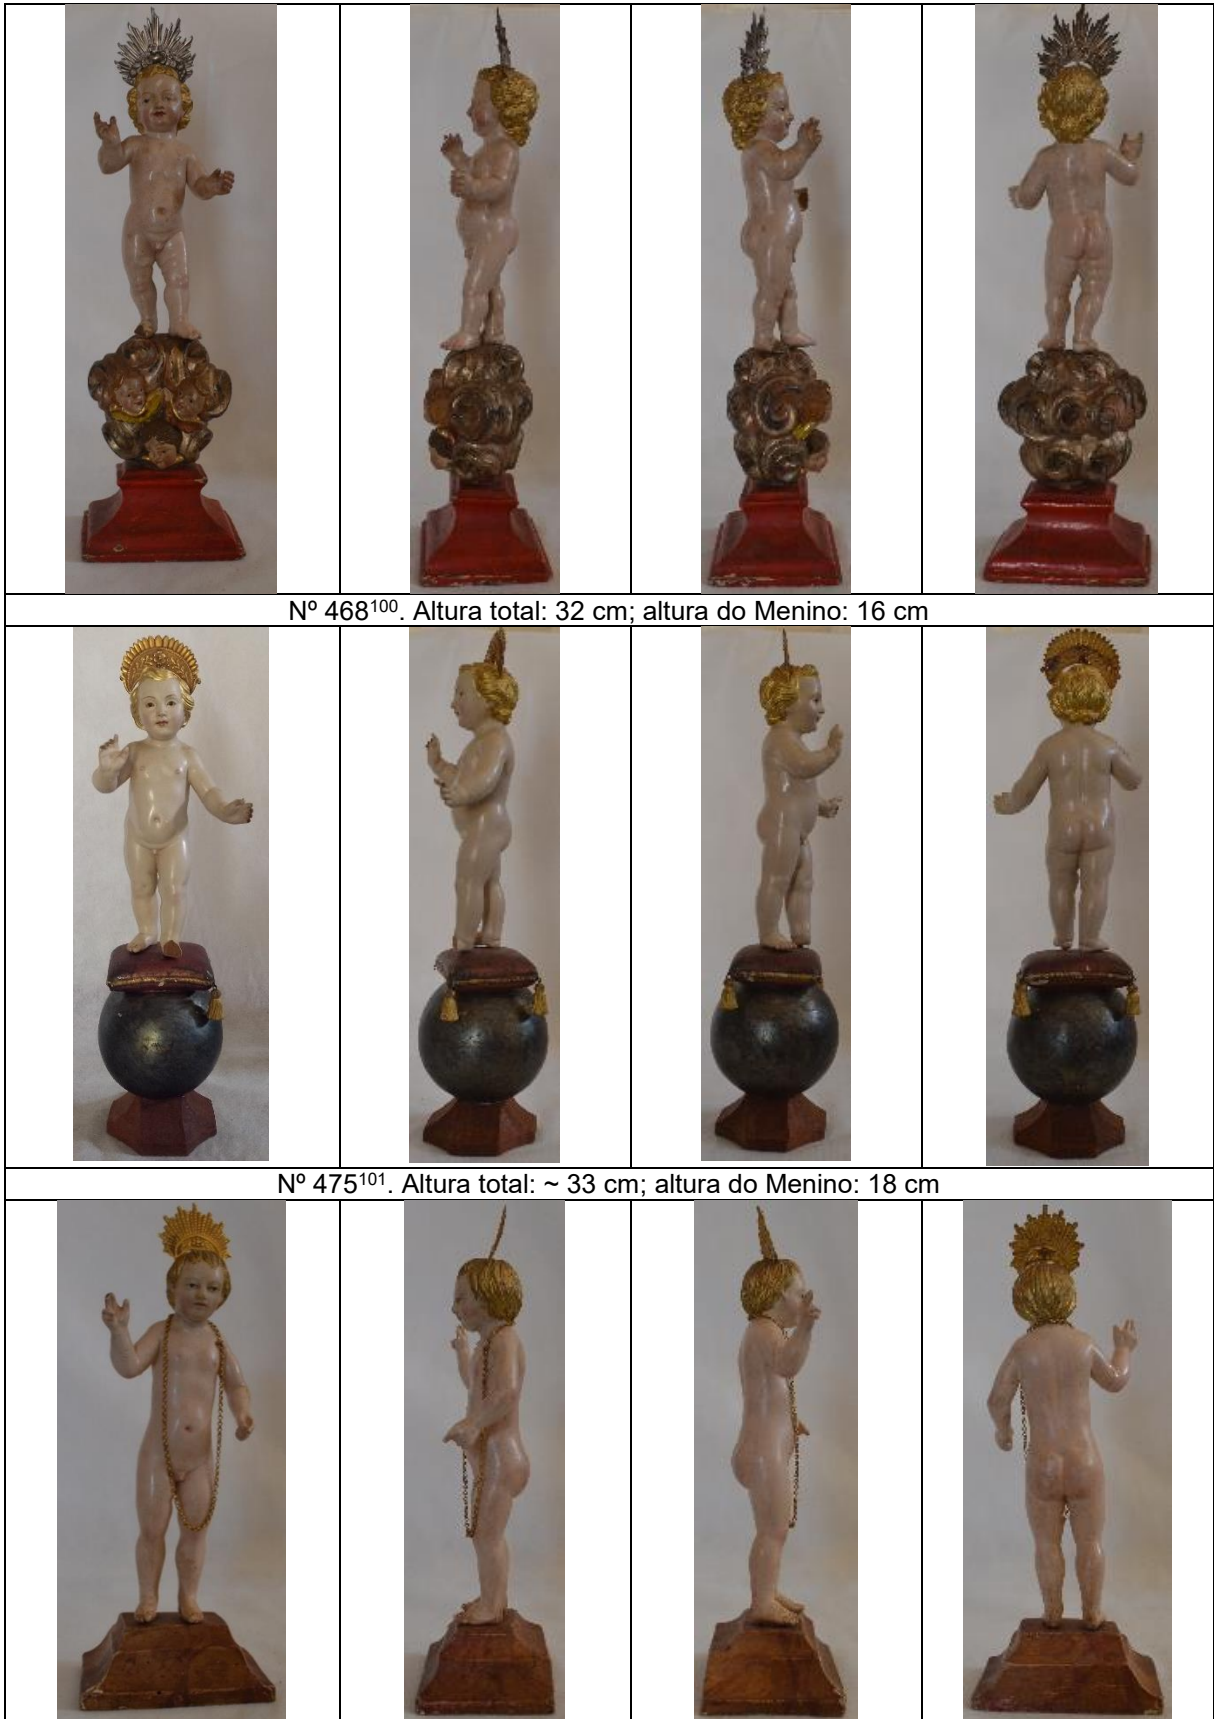 Nº 468¹⁰⁰. Altura total: 32 cm; altura do Menino: 16 cm
Nº 475¹⁰¹. Altura total: ~ 33 cm; altura do Menino: 18 cm